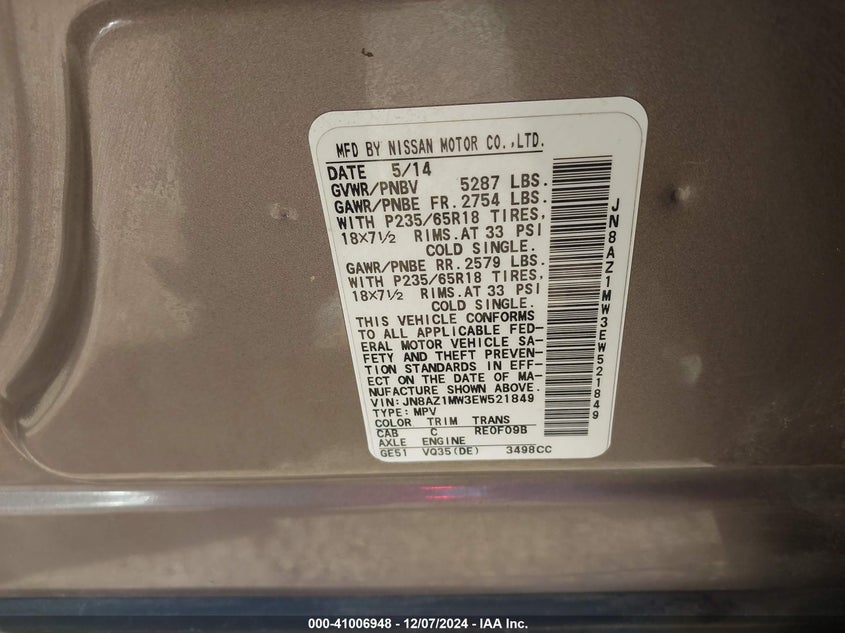 MFD BY NISSAN MOTOR CO.,LTD.
DATE 5/14
GVWR/PNBV 5287 LBS.
GAWR/PNBE FR. 2754 LBS.
WITH P235/65R18 TIRES,
18×7½ RIMS.AT 33 PSI
COLD SINGLE.
GAWR/PNBE RR. 2579 LBS.
WITH P235/65R18 TIRES,
18×7½ RIMS.AT 33 PSI
COLD SINGLE.
THIS VEHICLE CONFORMS
TO ALL APPLICABLE FED-
ERAL MOTOR VEHICLE SA-
FETY AND THEFT PREVEN-
TION STANDARDS IN EFF-
ECT ON THE DATE OF MA-
NUFACTURE SHOWN ABOVE.
VIN: JN8AZ1MW3EW521849
TYPE: MPV
COLOR TRIM TRANS
CAB C RE0F09B
AXLE ENGINE
GE51 VQ35(DE) 3498CC
JN8AZ1MW3EW521849
000-41006948 - 12/07/2024 - IAA Inc.